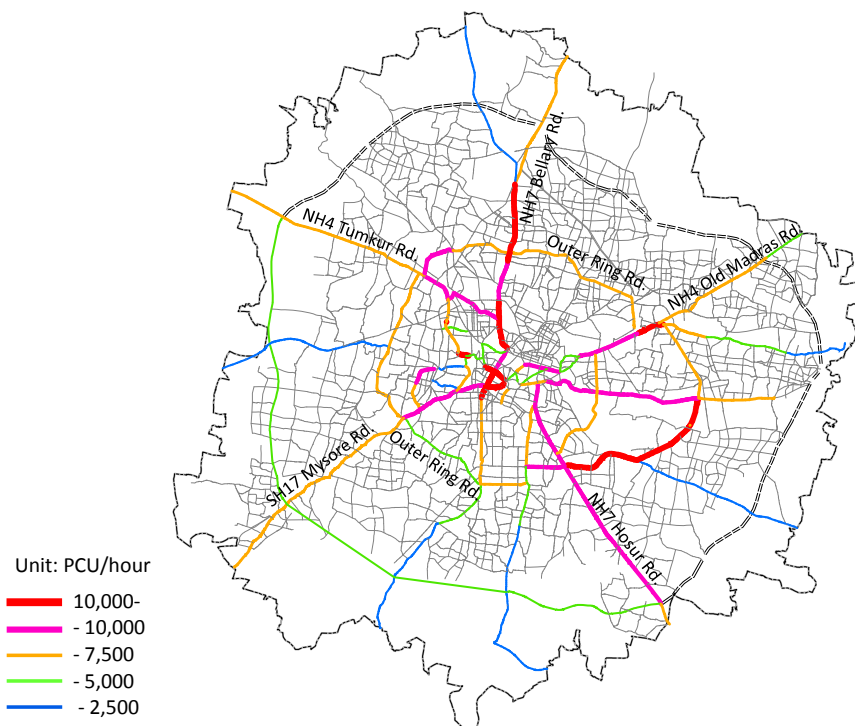 NH7 Bellary Rd.
NH4 Tumkur Rd.
Outer Ring Rd.
NH4 Old Madras Rd.
SH17 Mysore Rd.
Outer Ring Rd.
NH7 Hosur Rd.
Unit: PCU/hour
10,000-
- 10,000
- 7,500
- 5,000
- 2,500